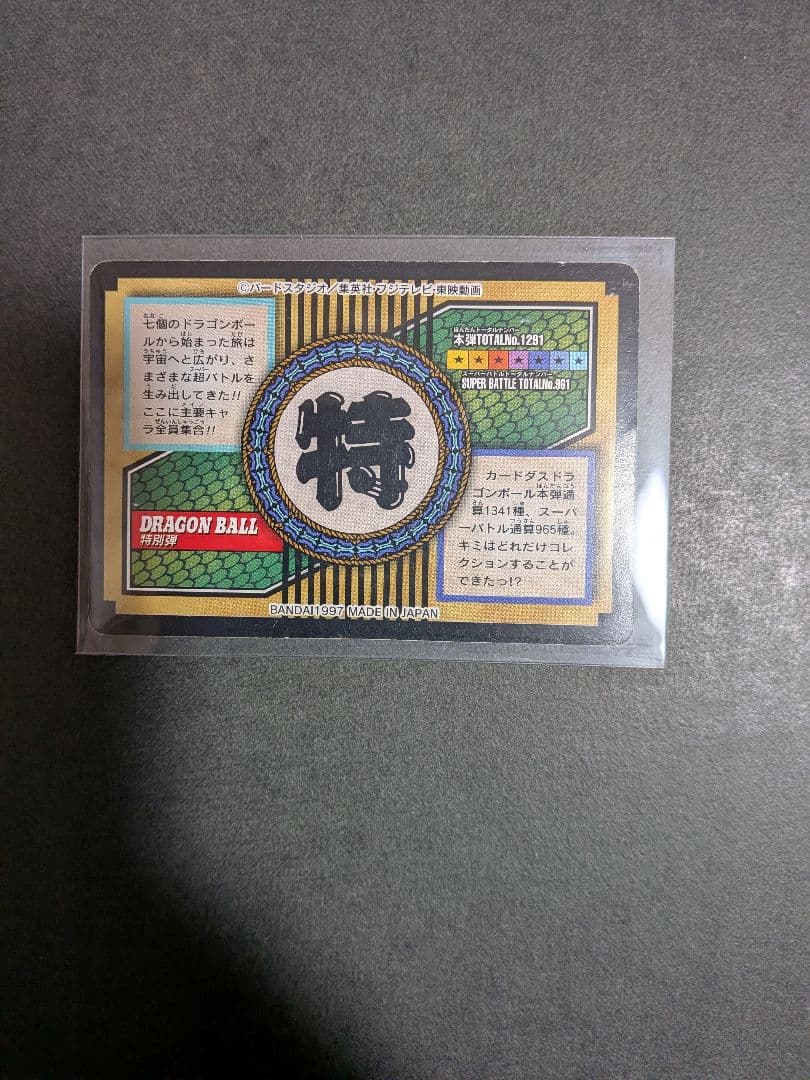 ©バードスタジオ／集英社・フジテレビ・東映動画
七個のドラゴンボー
ルから始まった旅は
宇宙へと広がり、さ
まざまな超バトルを
生み出してきた!!
ここに主要キャ
ラ全員集合!!
ほんだんトータルナンバー
本弾TOTALNo.1291
★★★★★★★
スーパーバトルトータルナンバー
SUPER BATTLE TOTALNo.961
特
DRAGON BALL
特別弾
カードダスドラ
ゴンボール本弾通
算1341種、スーパ
ーバトル通算965種。
キミはどれだけコレ
クションすることが
できたっ!?
BANDAI 1997 MADE IN JAPAN